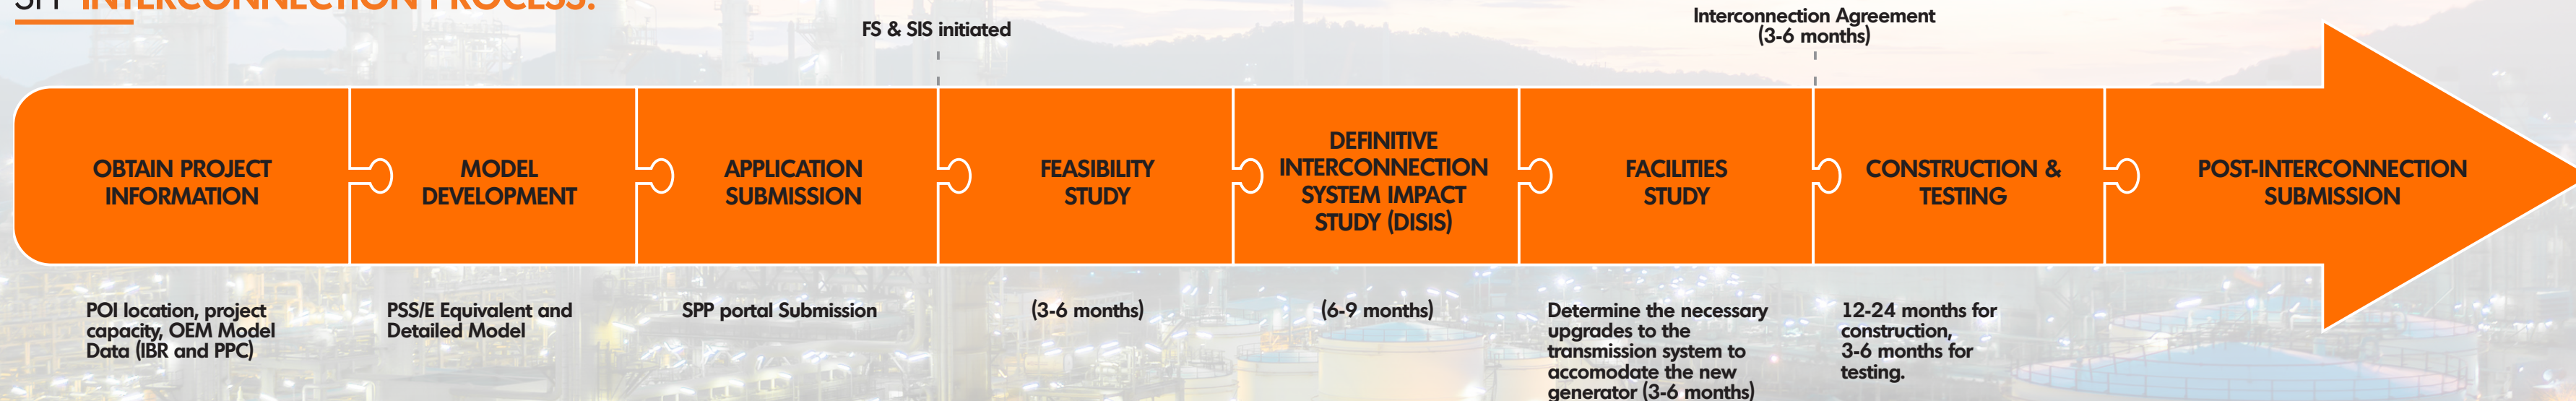 SPP INTERCONNECTION PROCESS:
FS & SIS initiated
Interconnection Agreement
(3-6 months)
OBTAIN PROJECT
INFORMATION
MODEL
DEVELOPMENT
APPLICATION
SUBMISSION
FEASIBILITY
STUDY
DEFINITIVE
INTERCONNECTION
SYSTEM IMPACT
STUDY (DISIS)
FACILITIES
STUDY
CONSTRUCTION &
TESTING
POST-INTERCONNECTION
SUBMISSION
POI location, project
capacity, OEM Model
Data (IBR and PPC)
PSS/E Equivalent and
Detailed Model
SPP portal Submission
(3-6 months)
(6-9 months)
Determine the necessary
upgrades to the
transmission system to
accomodate the new
generator (3-6 months)
12-24 months for
construction,
3-6 months for
testing.